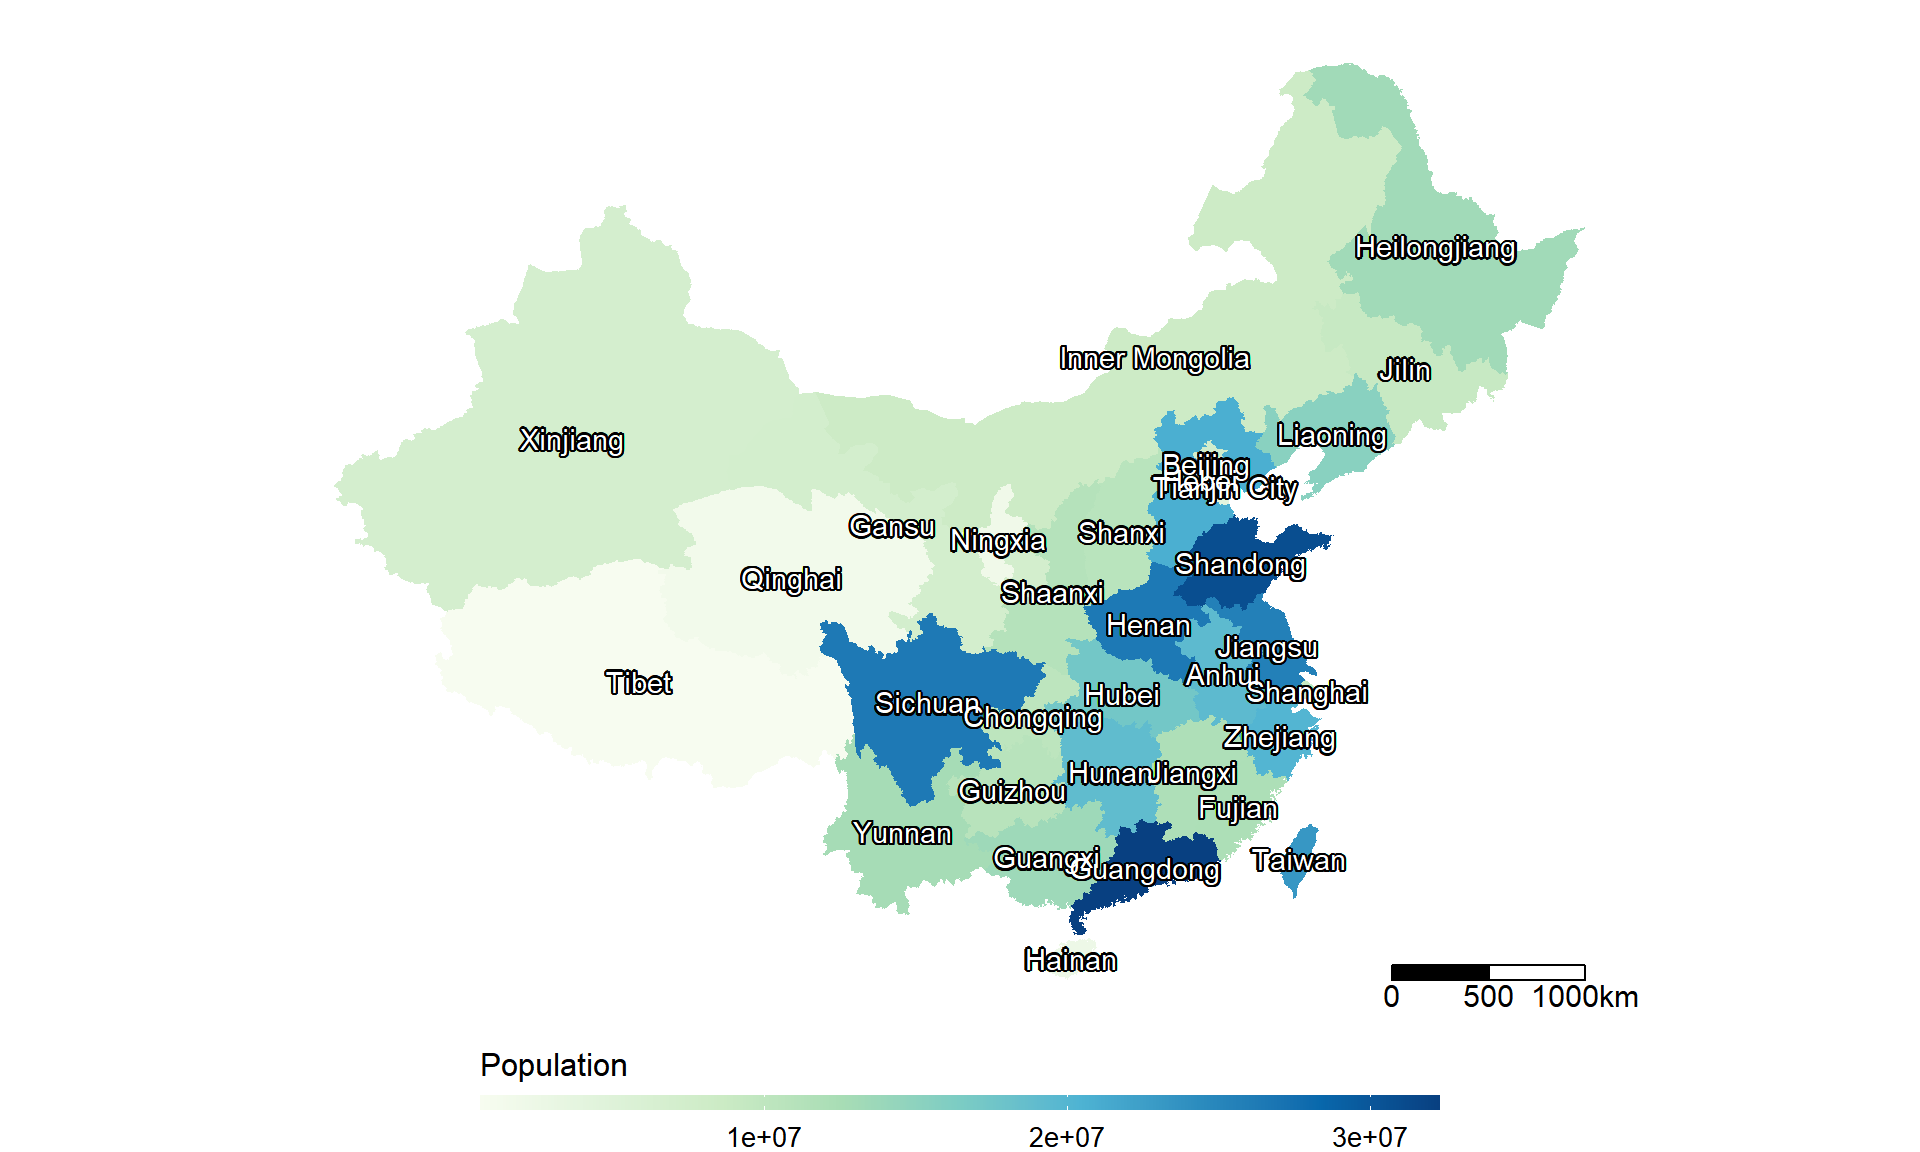 Heilongjiang
Inner Mongolia
Jilin
Xinjiang
Liaoning
Beijing
Hebei
Tianjin City
Gansu
Ningxia
Shanxi
Shandong
Qinghai
Shaanxi
Henan
Jiangsu
Tibet
Anhui
Sichuan
Hubei
Shanghai
Chongqing
Zhejiang
Guizhou
Hunan
Jiangxi
Fujian
Yunnan
Guangxi
Guangdong
Taiwan
Hainan
0 500 1000km
Population
1e+07 2e+07 3e+07